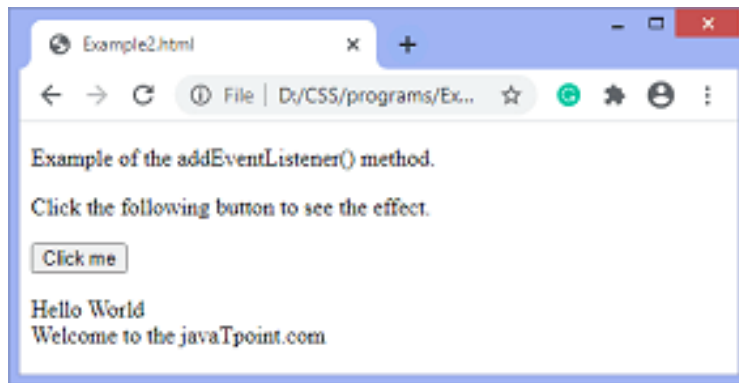 Example2.html
File | D:/CSS/programs/Ex...
Example of the addEventListener() method.
Click the following button to see the effect.
Click me
Hello World
Welcome to the javaTpoint.com